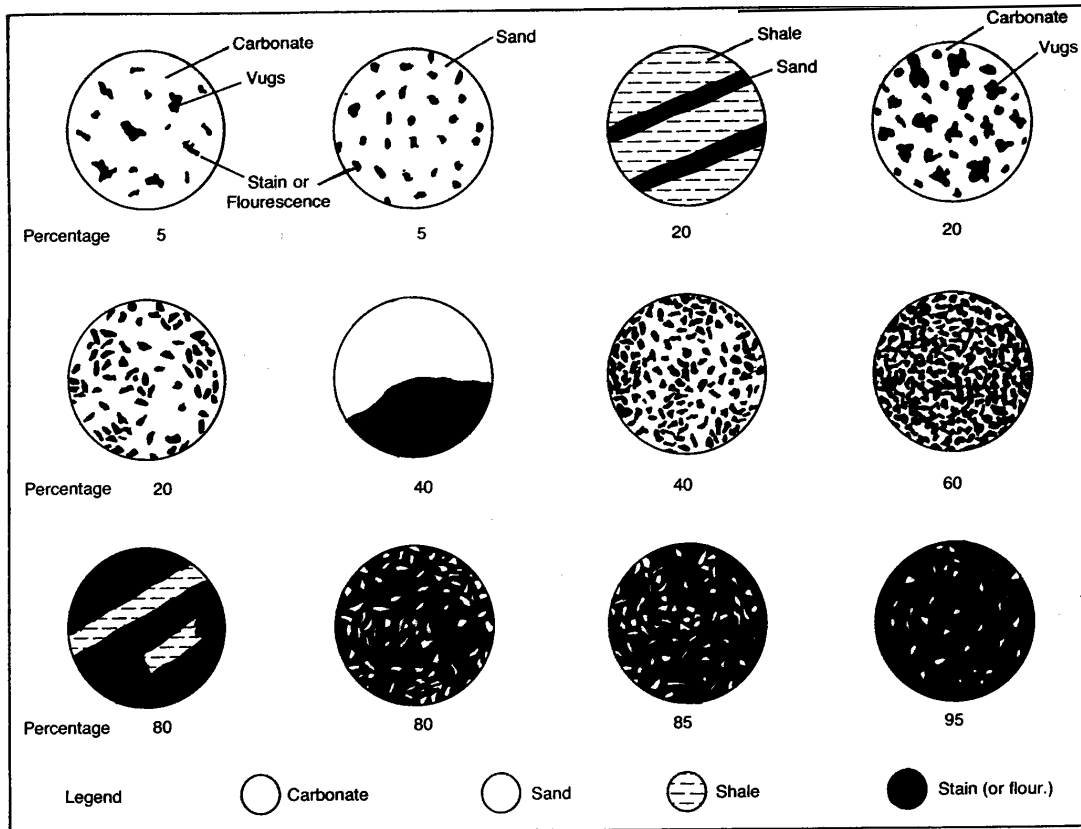 Carbonate
Vugs
Stain or
Flourescence
Sand
Shale
Sand
Carbonate
Vugs
Percentage 5 5 20 20
Percentage 20 40 40 60
Percentage 80 80 85 95
Legend Carbonate Sand Shale Stain (or flour.)